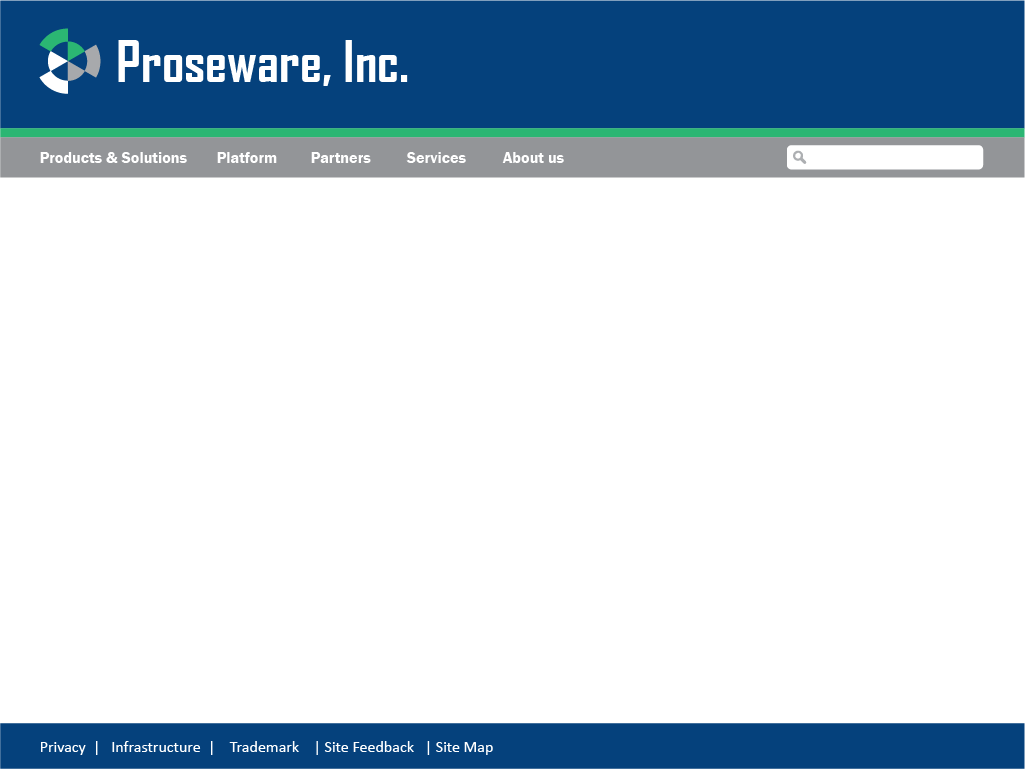 Proseware, Inc.
Products & Solutions Platform Partners Services About us
Privacy | Infrastructure | Trademark | Site Feedback | Site Map